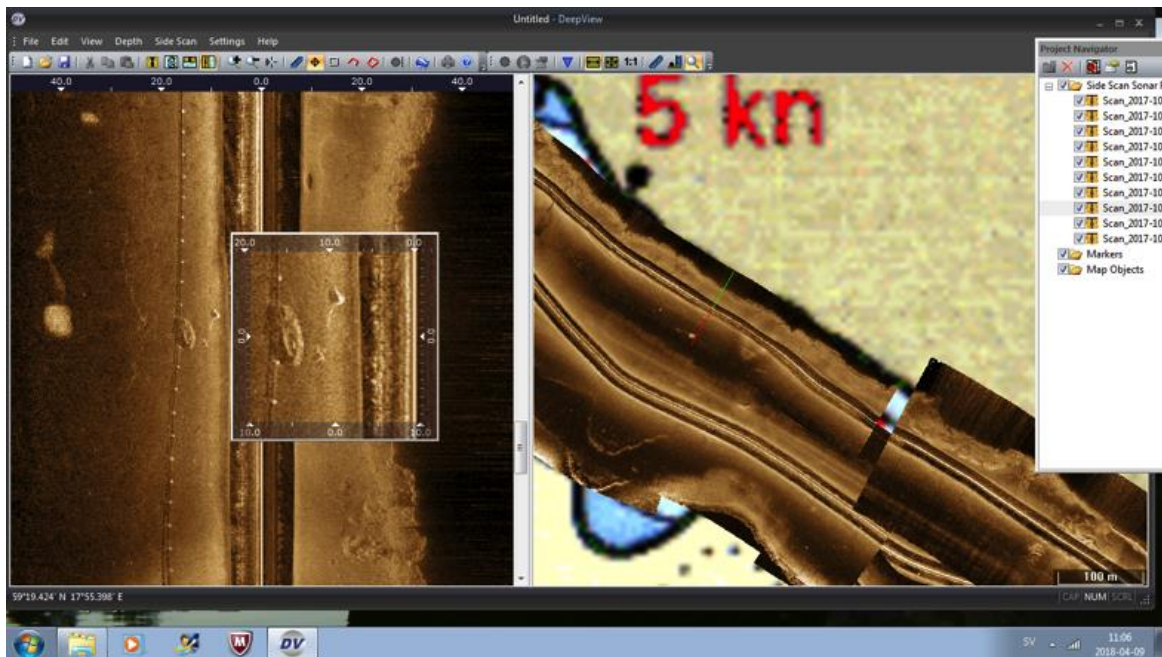 DV
Untitled - DeepView
File Edit View Depth Side Scan Settings Help
1:1
40.0 20.0 0.0 20.0 40.0
20.0 10.0 0.0
0.0 0.0
10.0 0.0 10.0
5 kn
100 m
Project Navigator
Side Scan Sonar
Scan_2017-10
Scan_2017-10
Scan_2017-10
Scan_2017-10
Scan_2017-10
Scan_2017-10
Scan_2017-10
Scan_2017-10
Scan_2017-10
Scan_2017-10
Markers
Map Objects
59°19.424' N 17°55.398' E
CAP NUM SCRL
DV
SV
11:06
2018-04-09